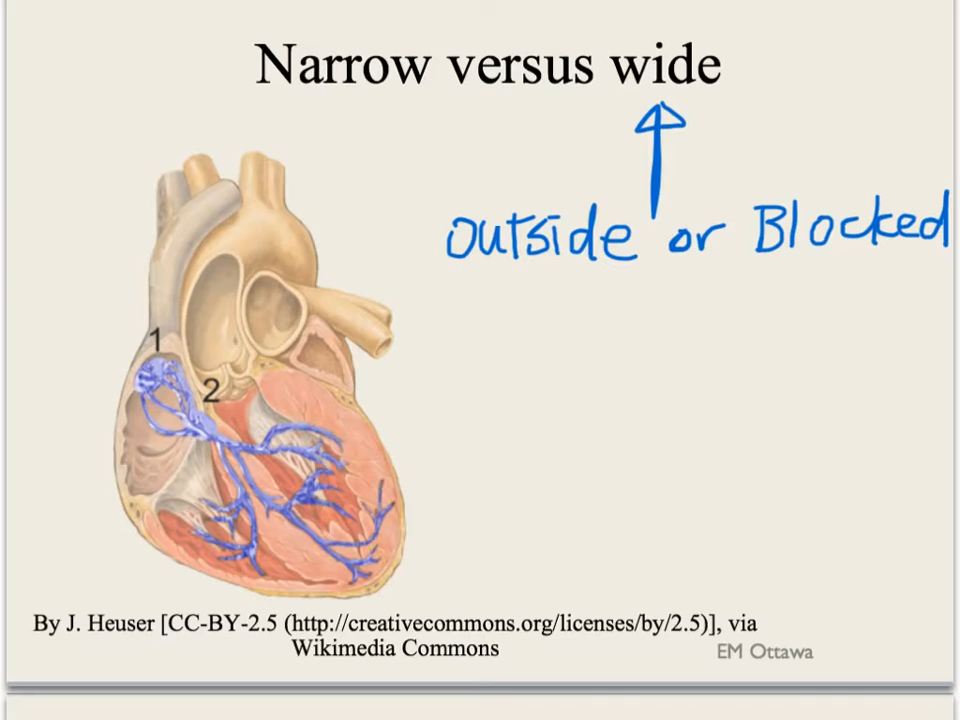 Narrow versus wide
Outside or Blocked
1
2
By J. Heuser [CC-BY-2.5 (http://creativecommons.org/licenses/by/2.5)], via
Wikimedia Commons
EM Ottawa